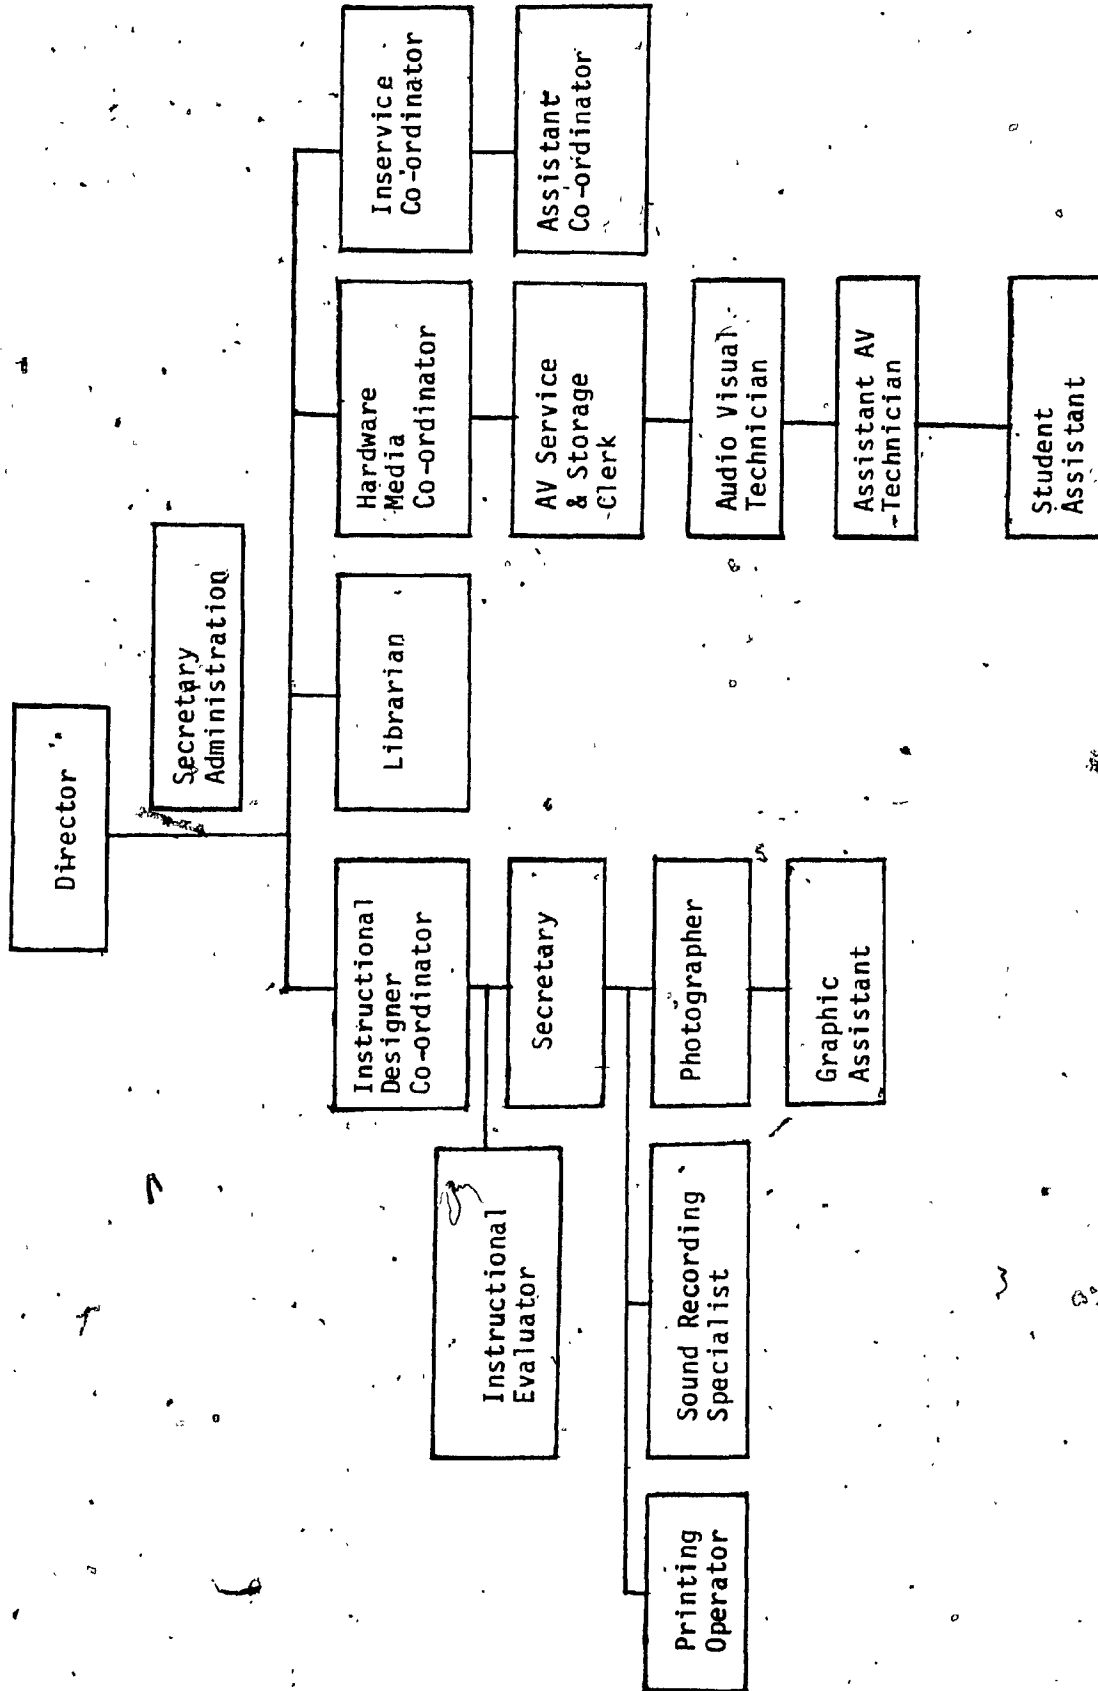 Director
Secretary
Administration
Instructional
Designer
Co-ordinator
Librarian
Hardware
Media
Co-ordinator
Inservice
Co-ordinator
Instructional
Evaluator
Secretary
AV Service
& Storage
Clerk
Assistant
Co-ordinator
Printing
Operator
Sound Recording
Specialist
Photographer
Audio Visual
Technician
Graphic
Assistant
Assistant AV
Technician
Student
Assistant